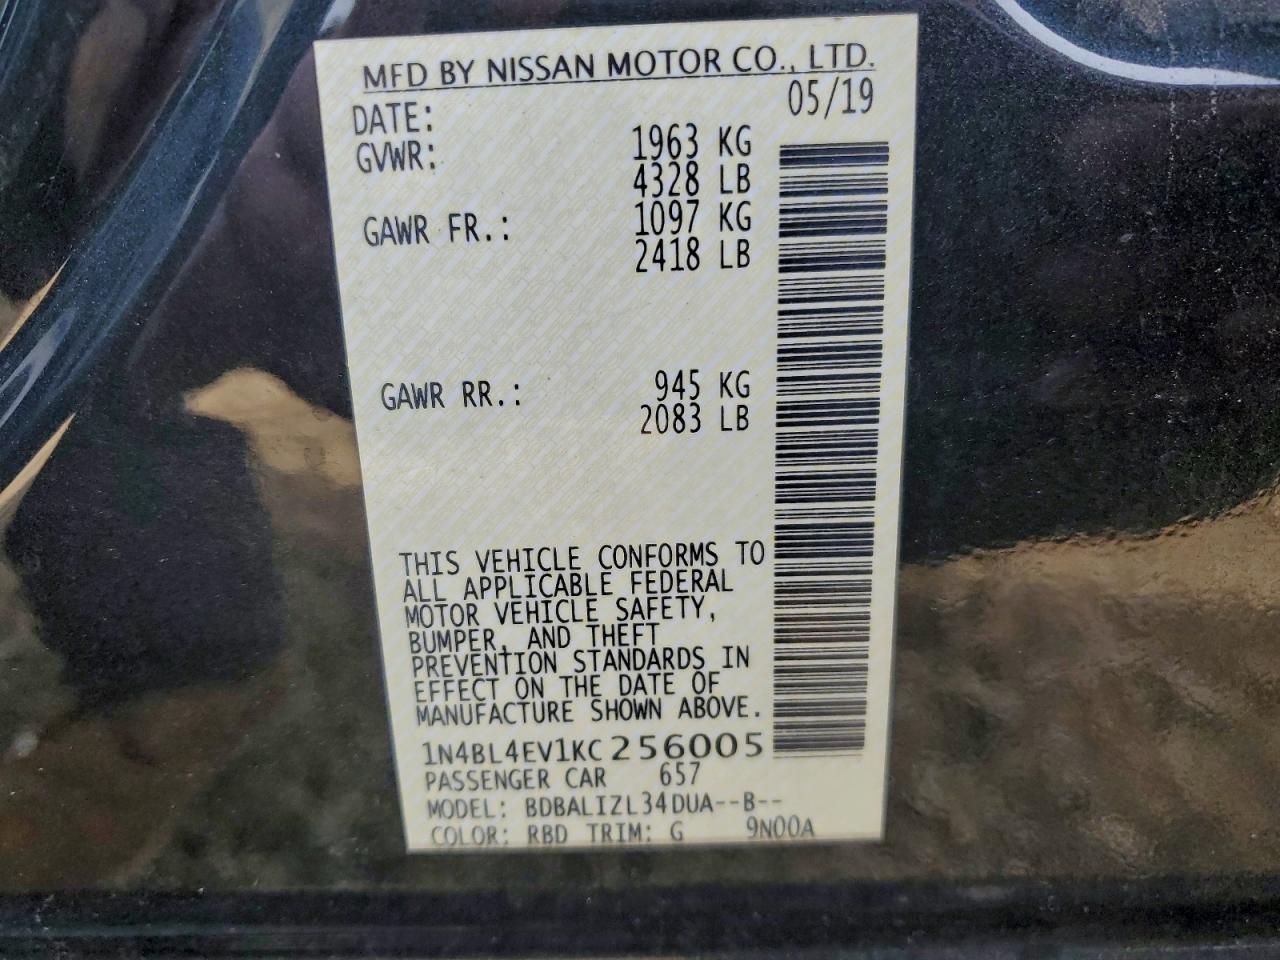 MFD BY NISSAN MOTOR CO., LTD.
DATE: 05/19
GVWR: 1963 KG
4328 LB
GAWR FR.: 1097 KG
2418 LB
GAWR RR.: 945 KG
2083 LB
THIS VEHICLE CONFORMS TO
ALL APPLICABLE FEDERAL
MOTOR VEHICLE SAFETY,
BUMPER, AND THEFT
PREVENTION STANDARDS IN
EFFECT ON THE DATE OF
MANUFACTURE SHOWN ABOVE.
1N4BL4EV1KC256005
PASSENGER CAR 657
MODEL: BDBALIZL34DUA--B--
COLOR: RBD TRIM: G 9N00A